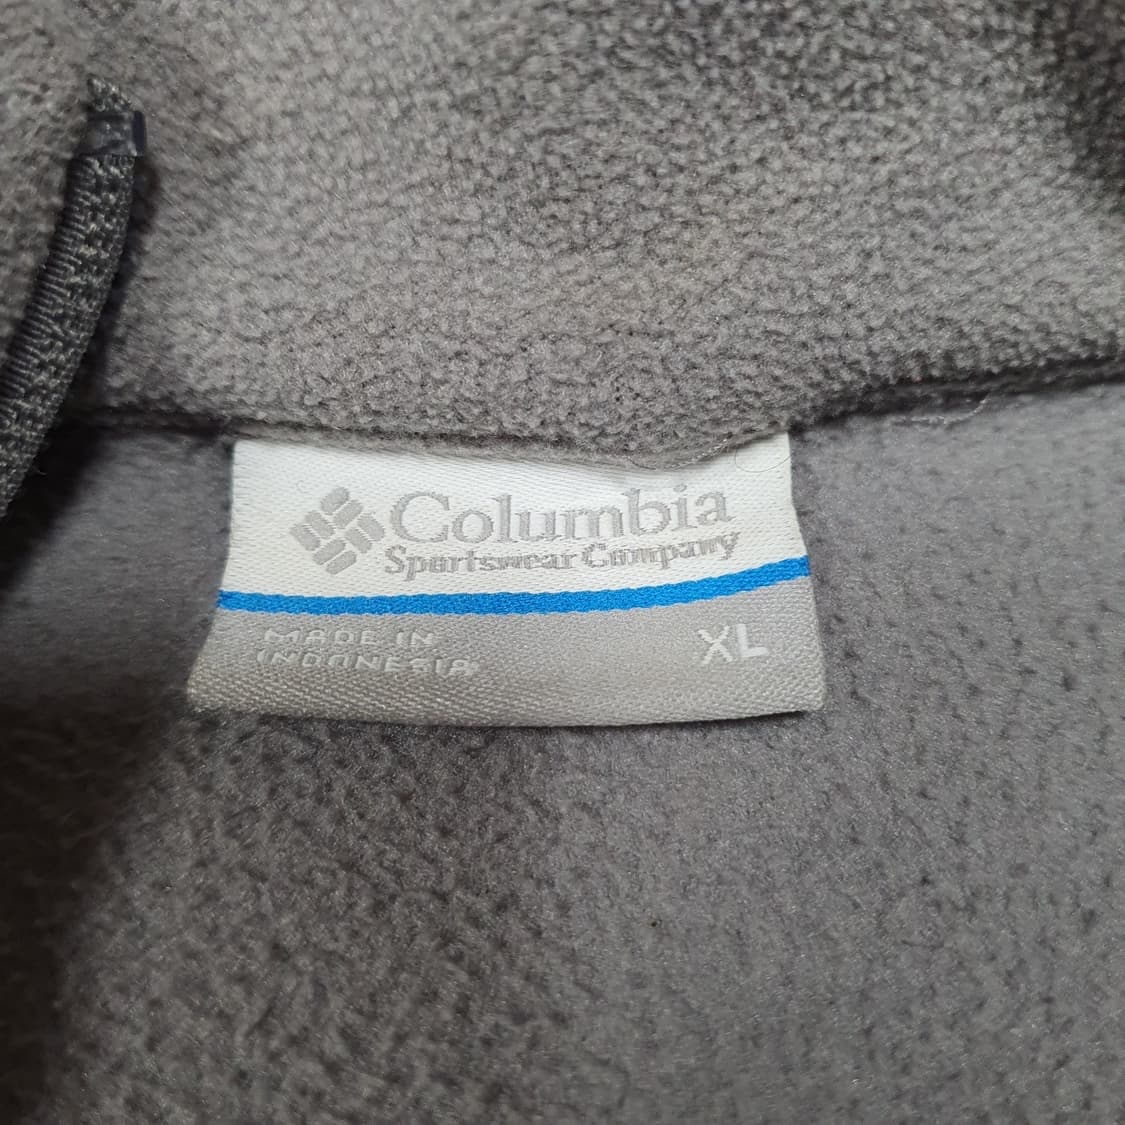 Columbia
Sportswear Company
MADE IN
INDONESIA
XL